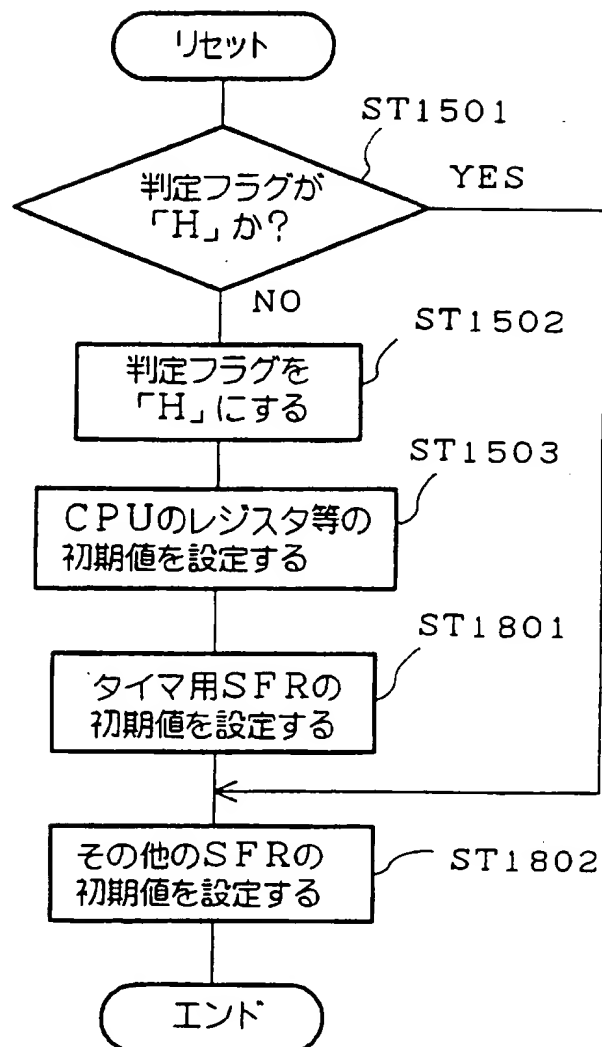 リセット
ST1501
YES
判定フラグが
「H」か?
NO
ST1502
判定フラグを
「H」にする
ST1503
CPUのレジスタ等の
初期値を設定する
ST1801
タイマ用SFRの
初期値を設定する
その他のSFRの
初期値を設定する
ST1802
エンド